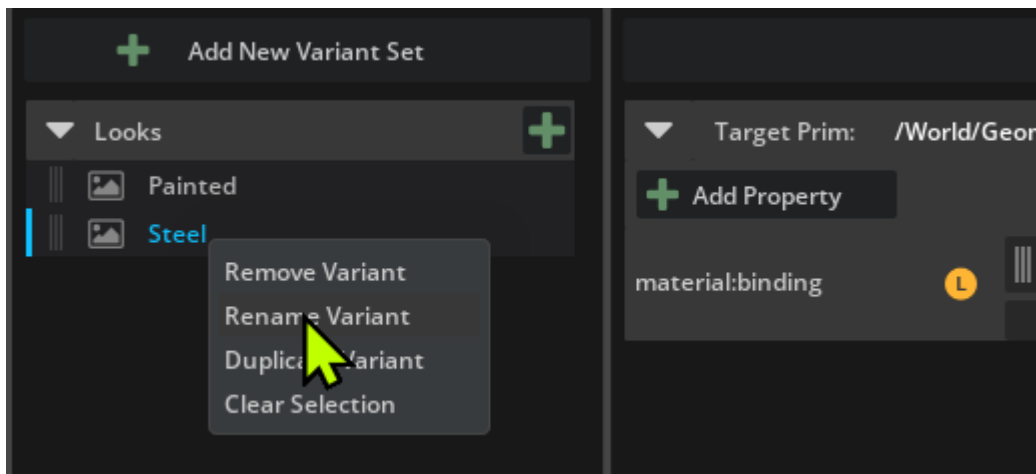 Add New Variant Set
Looks
Painted
Steel
Remove Variant
Rename Variant
Duplicate Variant
Clear Selection
Target Prim: /World/Geom
Add Property
material:binding
L